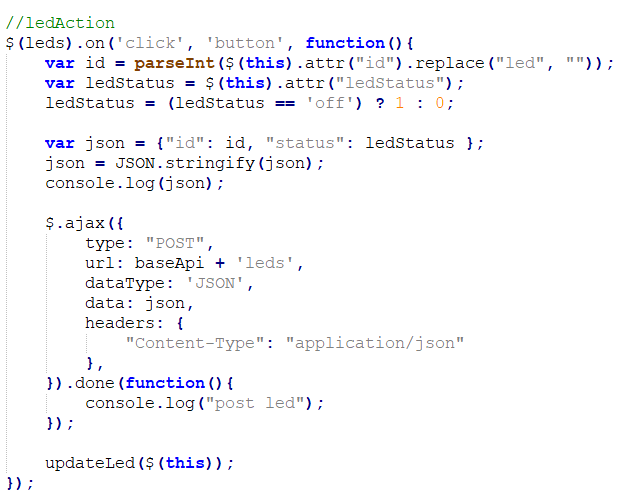 //ledAction
$(leds).on('click', 'button', function(){
    var id = parseInt($(this).attr("id").replace("led", ""));
    var ledStatus = $(this).attr("ledStatus");
    ledStatus = (ledStatus == 'off') ? 1 : 0;

    var json = {"id": id, "status": ledStatus };
    json = JSON.stringify(json);
    console.log(json);

    $.ajax({
        type: "POST",
        url: baseApi + 'leds',
        dataType: 'JSON',
        data: json,
        headers: {
            "Content-Type": "application/json"
        },
    }).done(function(){
        console.log("post led");
    });

    updateLed($(this));
});